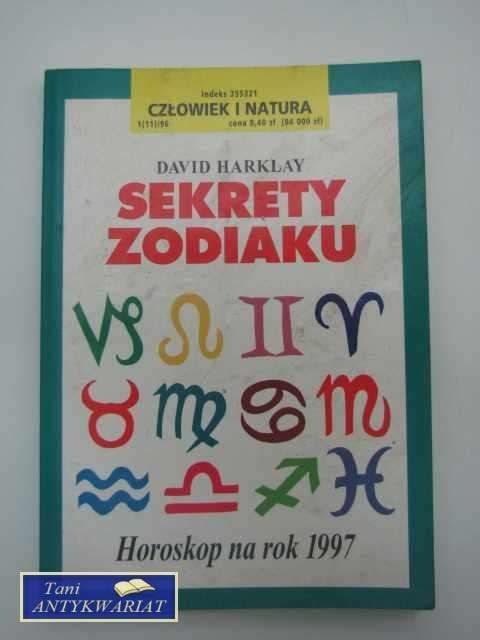 Indeks 355321
CZŁOWIEK I NATURA
1(11)/96 cena 8,40 zł (84 000 zł)
DAVID HARKLAY
SEKRETY
ZODIAKU
Horoskop na rok 1997
Tani
ANTYKWARIAT